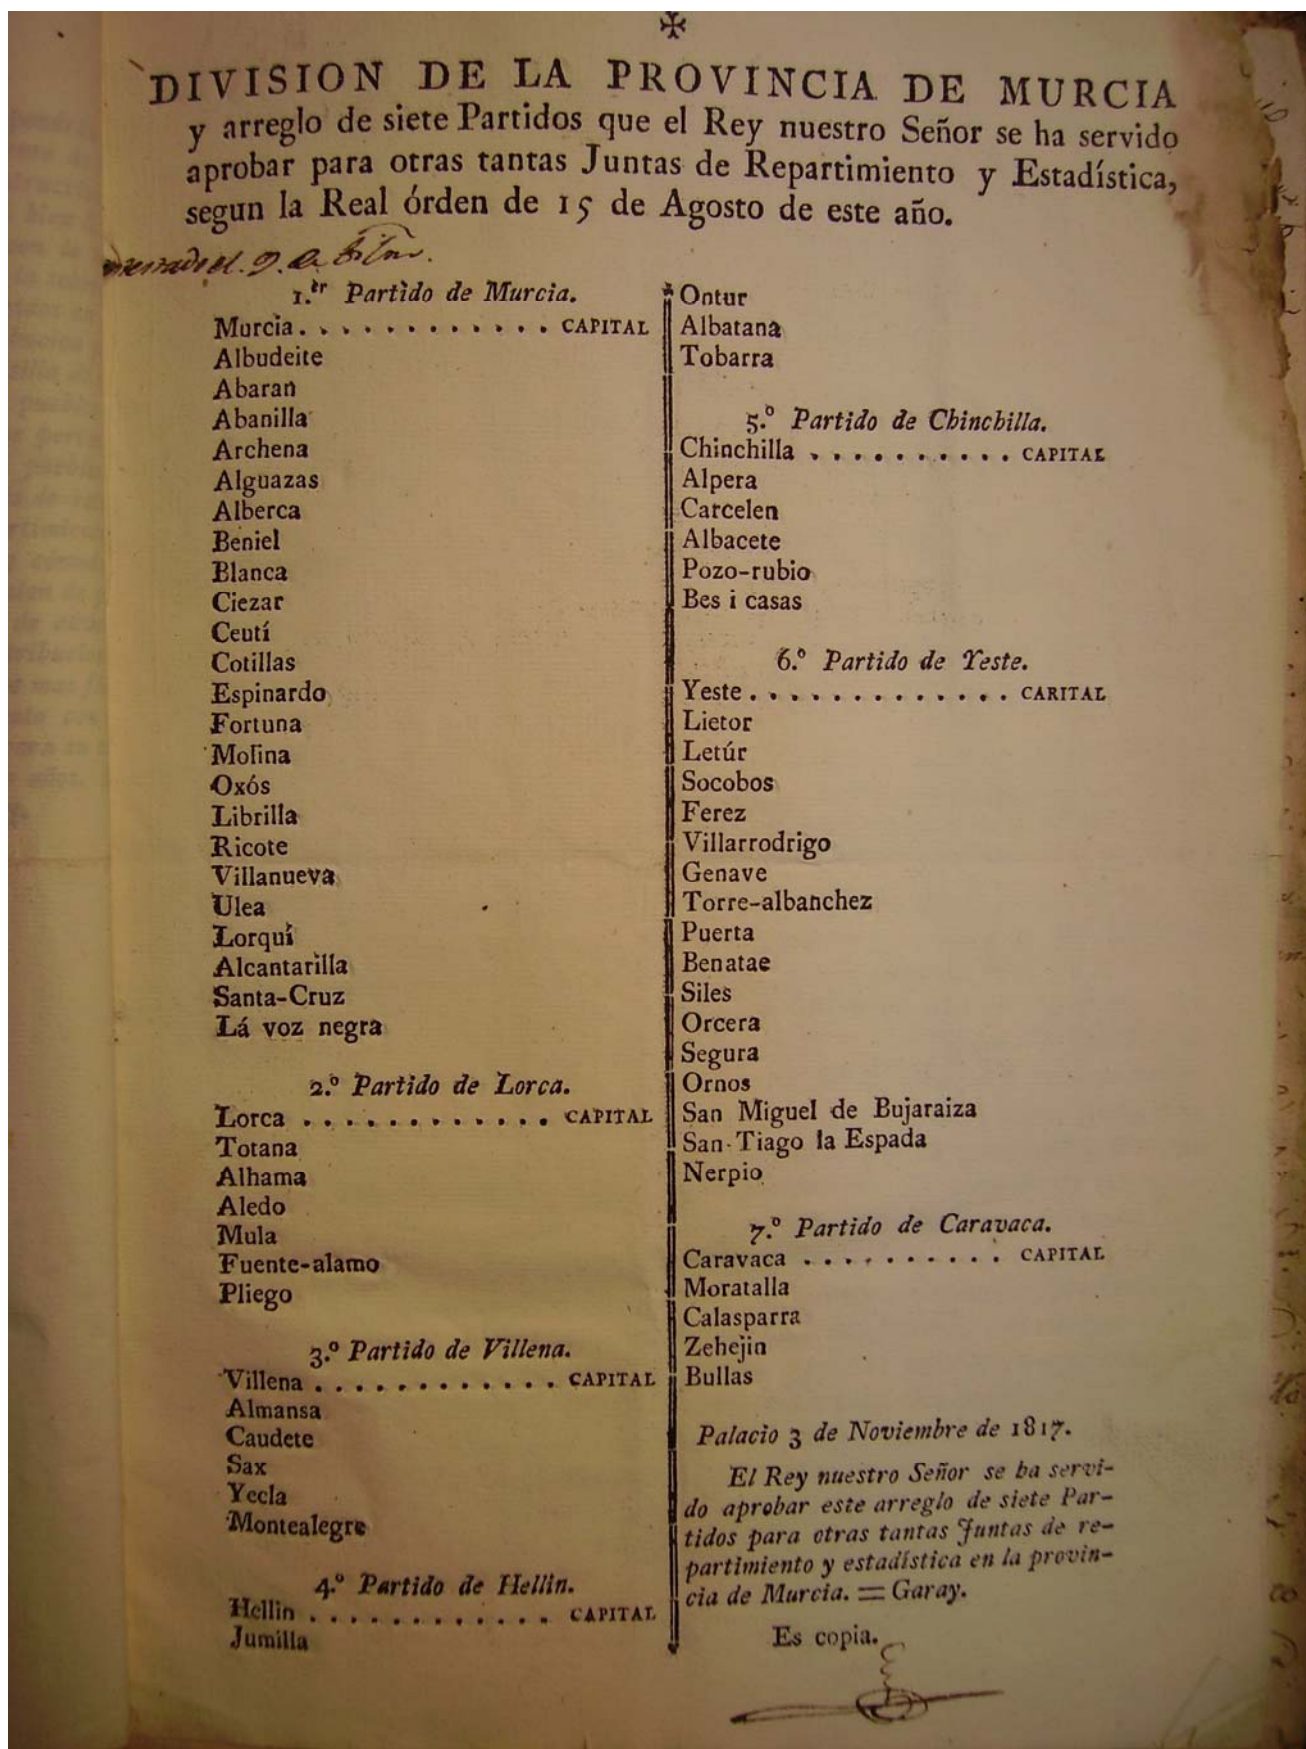 DIVISION DE LA PROVINCIA DE MURCIA
y arreglo de siete Partidos que el Rey nuestro Señor se ha servido
aprobar para otras tantas Juntas de Repartimiento y Estadística,
segun la Real órden de 15 de Agosto de este año.
1.er Partido de Murcia.
Murcia. . . . . . . . . . . . CAPITAL
Albudeite
Abaran
Abanilla
Archena
Alguazas
Alberca
Beniel
Blanca
Ciezar
Ceutí
Cotillas
Espinardo
Fortuna
Molina
Oxós
Librilla
Ricote
Villanueva
Ulea
Lorquí
Alcantarilla
Santa-Cruz
Lá voz negra
2.º Partido de Lorca.
Lorca . . . . . . . . . . . . CAPITAL
Totana
Alhama
Aledo
Mula
Fuente-alamo
Pliego
3.º Partido de Villena.
Villena . . . . . . . . . . . . CAPITAL
Almansa
Caudete
Sax
Yecla
Montealegre
4.º Partido de Hellin.
Hellin . . . . . . . . . . . . CAPITAL
Jumilla
Ontur
Albatana
Tobarra
5.º Partido de Chinchilla.
Chinchilla . . . . . . . . . . CAPITAL
Alpera
Carcelen
Albacete
Pozo-rubio
Bes i casas
6.º Partido de Yeste.
Yeste . . . . . . . . . . . . . CARITAL
Lietor
Letúr
Socobos
Ferez
Villarrodrigo
Genave
Torre-albanchez
Puerta
Benatae
Siles
Orcera
Segura
Ornos
San Miguel de Bujaraiza
San-Tiago la Espada
Nerpio
7.º Partido de Caravaca.
Caravaca . . . . . . . . . . CAPITAL
Moratalla
Calasparra
Zehejin
Bullas
Palacio 3 de Noviembre de 1817.
El Rey nuestro Señor se ha servi-
do aprobar este arreglo de siete Par-
tidos para otras tantas Juntas de re-
partimiento y estadística en la provin-
cia de Murcia. = Garay.
Es copia.